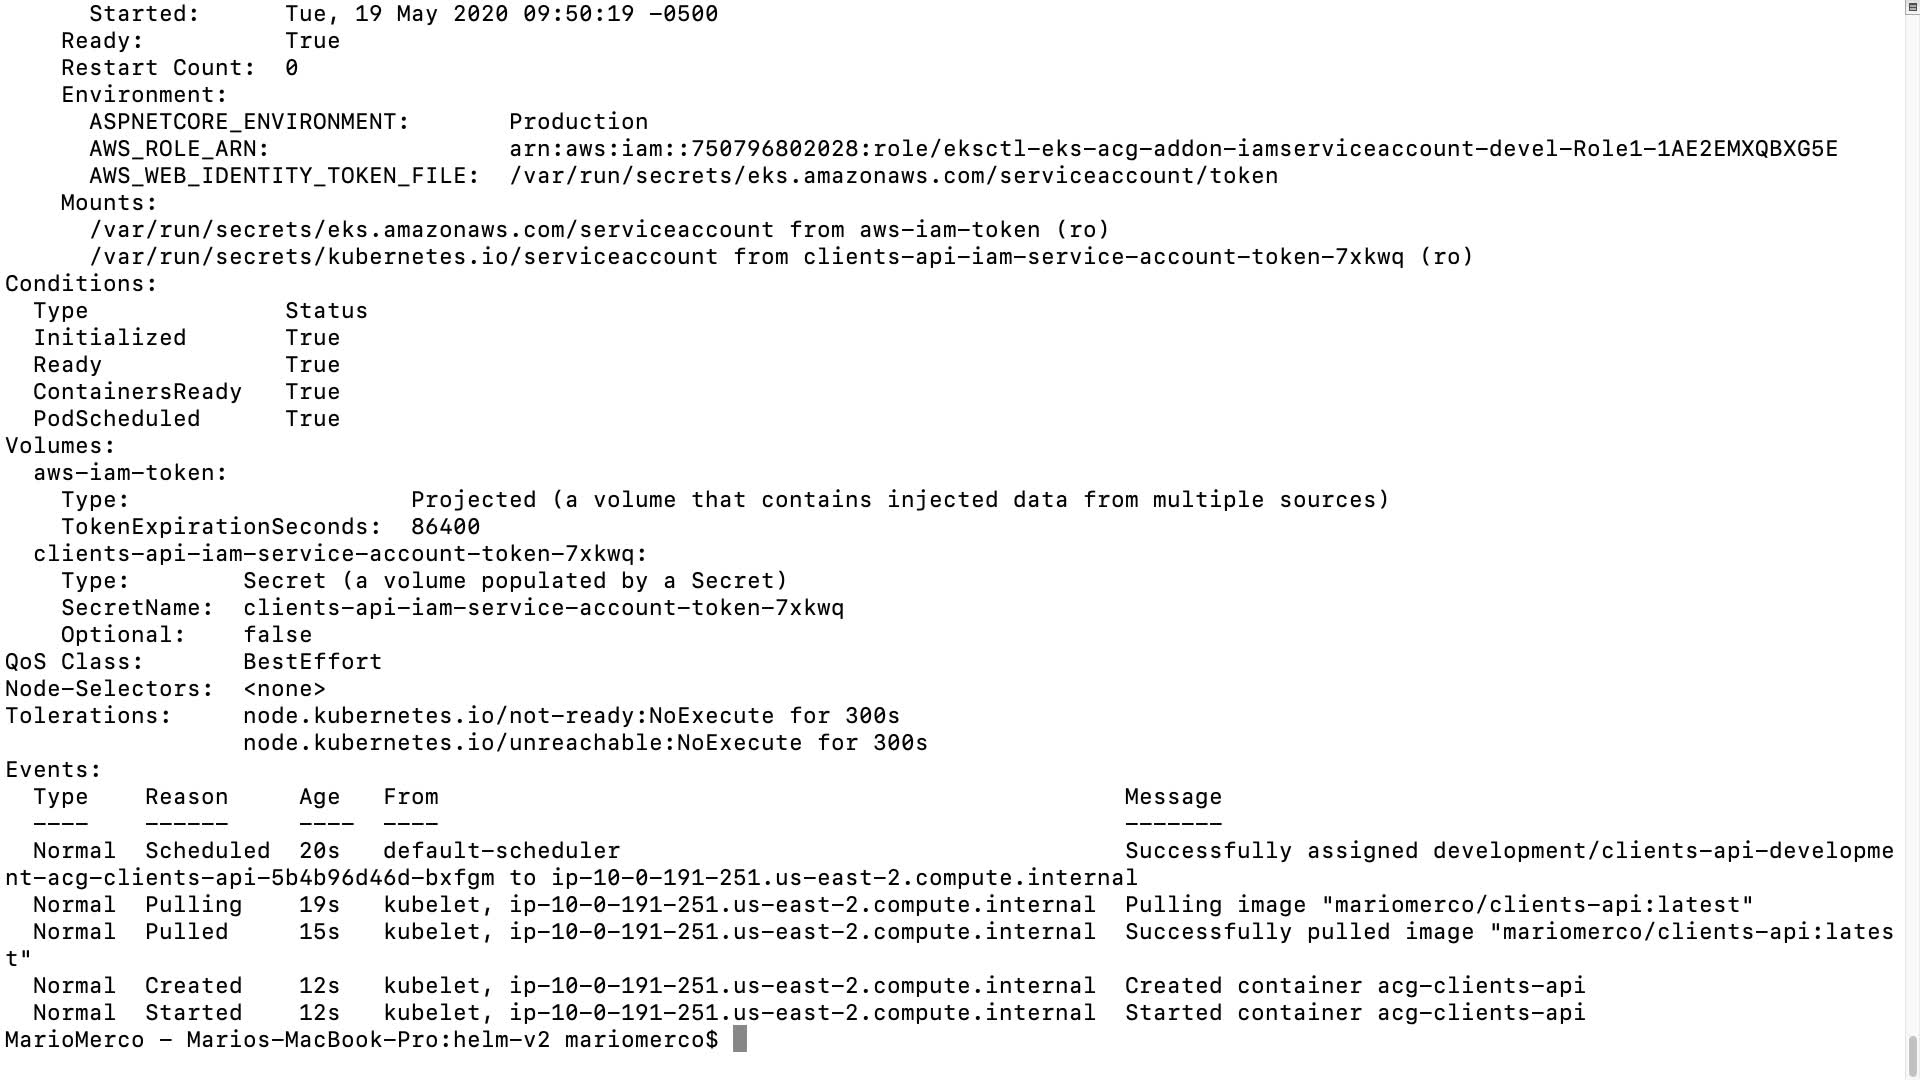 Started:      Tue, 19 May 2020 09:50:19 -0500
    Ready:          True
    Restart Count:  0
    Environment:
      ASPNETCORE_ENVIRONMENT:       Production
      AWS_ROLE_ARN:                 arn:aws:iam::750796802028:role/eksctl-eks-acg-addon-iamserviceaccount-devel-Role1-1AE2EMXQBXG5E
      AWS_WEB_IDENTITY_TOKEN_FILE:  /var/run/secrets/eks.amazonaws.com/serviceaccount/token
    Mounts:
      /var/run/secrets/eks.amazonaws.com/serviceaccount from aws-iam-token (ro)
      /var/run/secrets/kubernetes.io/serviceaccount from clients-api-iam-service-account-token-7xkwq (ro)
Conditions:
  Type              Status
  Initialized       True
  Ready             True
  ContainersReady   True
  PodScheduled      True
Volumes:
  aws-iam-token:
    Type:                    Projected (a volume that contains injected data from multiple sources)
    TokenExpirationSeconds:  86400
  clients-api-iam-service-account-token-7xkwq:
    Type:        Secret (a volume populated by a Secret)
    SecretName:  clients-api-iam-service-account-token-7xkwq
    Optional:    false
QoS Class:       BestEffort
Node-Selectors:  <none>
Tolerations:     node.kubernetes.io/not-ready:NoExecute for 300s
                 node.kubernetes.io/unreachable:NoExecute for 300s
Events:
  Type    Reason     Age   From                                                 Message
  ----    ------     ----  ----                                                 -------
  Normal  Scheduled  20s   default-scheduler                                    Successfully assigned development/clients-api-developme
nt-acg-clients-api-5b4b96d46d-bxfgm to ip-10-0-191-251.us-east-2.compute.internal
  Normal  Pulling    19s   kubelet, ip-10-0-191-251.us-east-2.compute.internal  Pulling image "mariomerco/clients-api:latest"
  Normal  Pulled     15s   kubelet, ip-10-0-191-251.us-east-2.compute.internal  Successfully pulled image "mariomerco/clients-api:lates
t"
  Normal  Created    12s   kubelet, ip-10-0-191-251.us-east-2.compute.internal  Created container acg-clients-api
  Normal  Started    12s   kubelet, ip-10-0-191-251.us-east-2.compute.internal  Started container acg-clients-api
MarioMerco - Marios-MacBook-Pro:helm-v2 mariomerco$